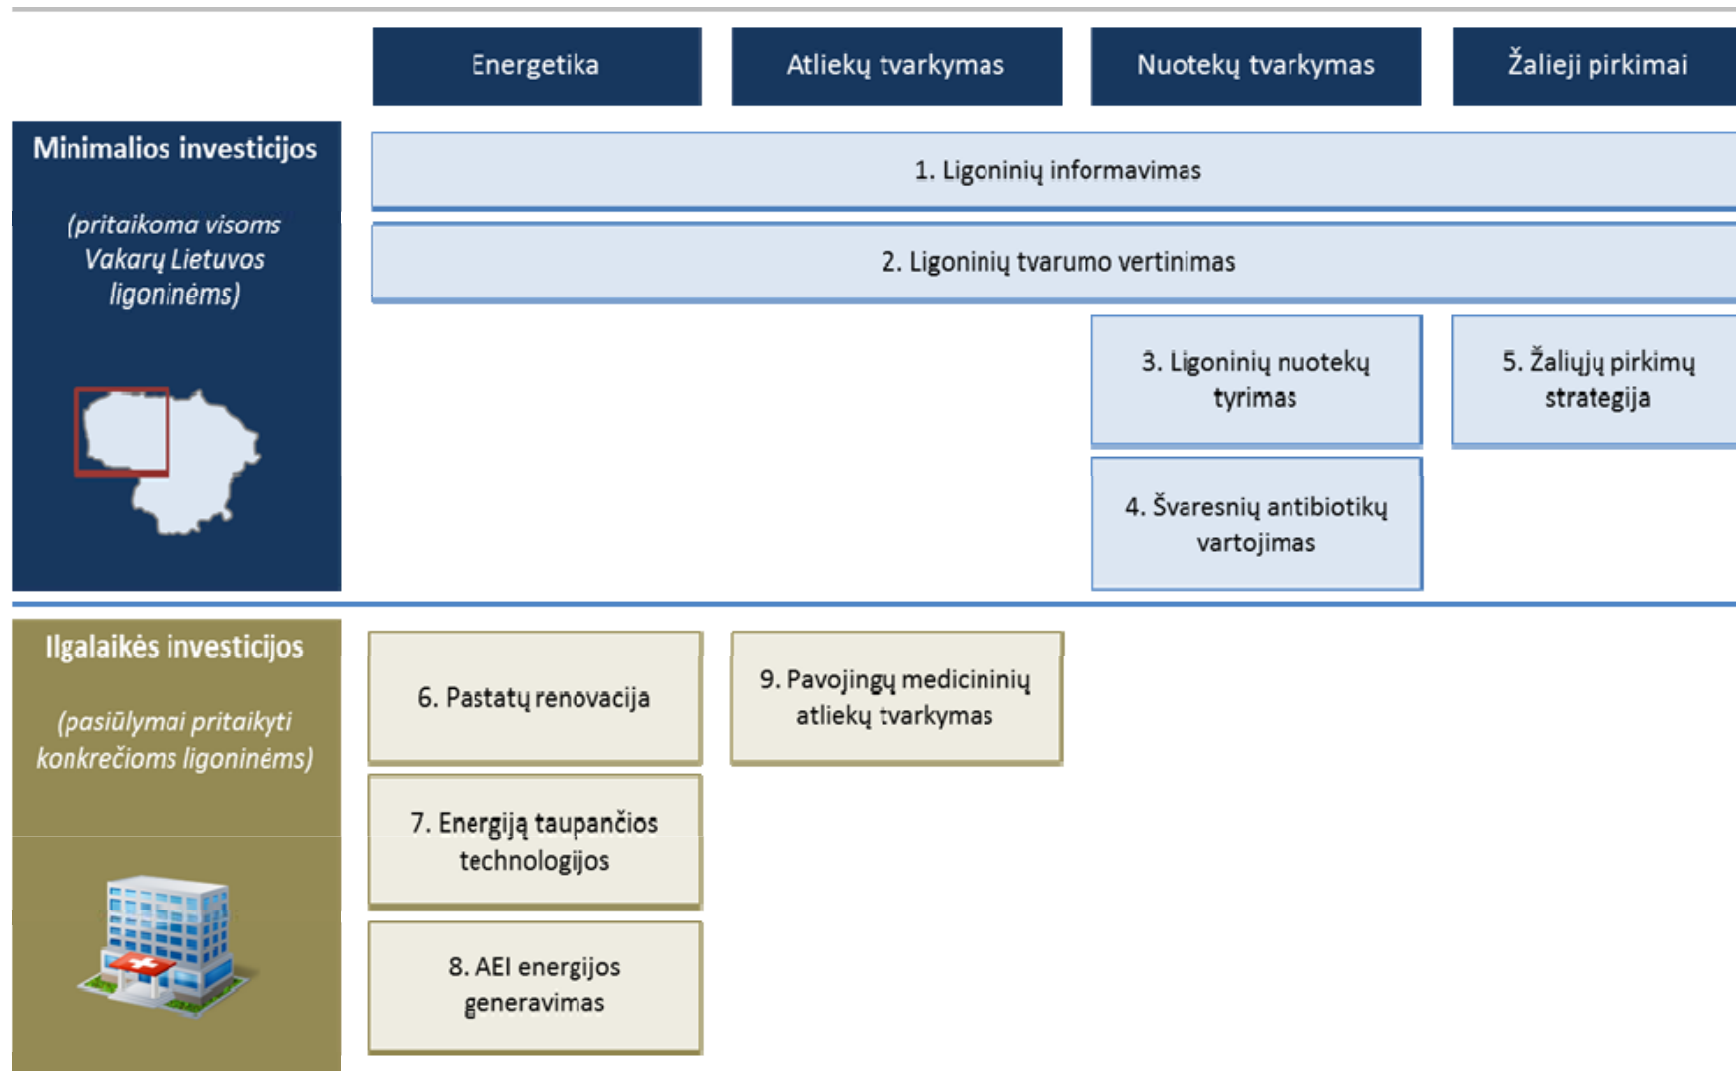 Energetika
Atliekų tvarkymas
Nuotekų tvarkymas
Žalieji pirkimai
Minimalios investicijos
(pritaikoma visoms
Vakarų Lietuvos
ligoninėms)
1. Ligoninių informavimas
2. Ligoninių tvarumo vertinimas
3. Ligoninių nuotekų
tyrimas
5. Žaliųjų pirkimų
strategija
4. Švaresnių antibiotikų
vartojimas
Ilgalaikės investicijos
(pasiūlymai pritaikyti
konkrečioms ligoninėms)
6. Pastatų renovacija
9. Pavojingų medicininių
atliekų tvarkymas
7. Energiją taupančios
technologijos
8. AEI energijos
generavimas